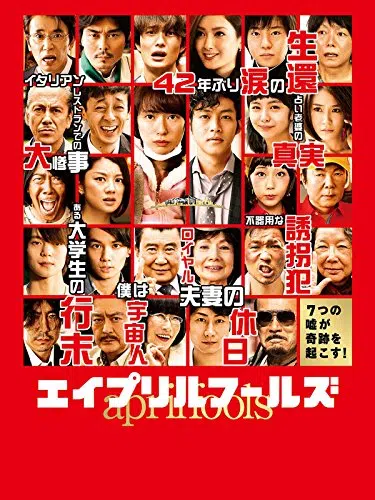 イタリアンレストランでの
大惨事
42年ぶり涙の生還
占い老婆の
真実
ある大学生の行末
僕は宇宙人
ロイヤル夫妻の休日
不器用な誘拐犯
7つの
嘘が
奇跡を
起こす!
エイプリルフールズ
april fools